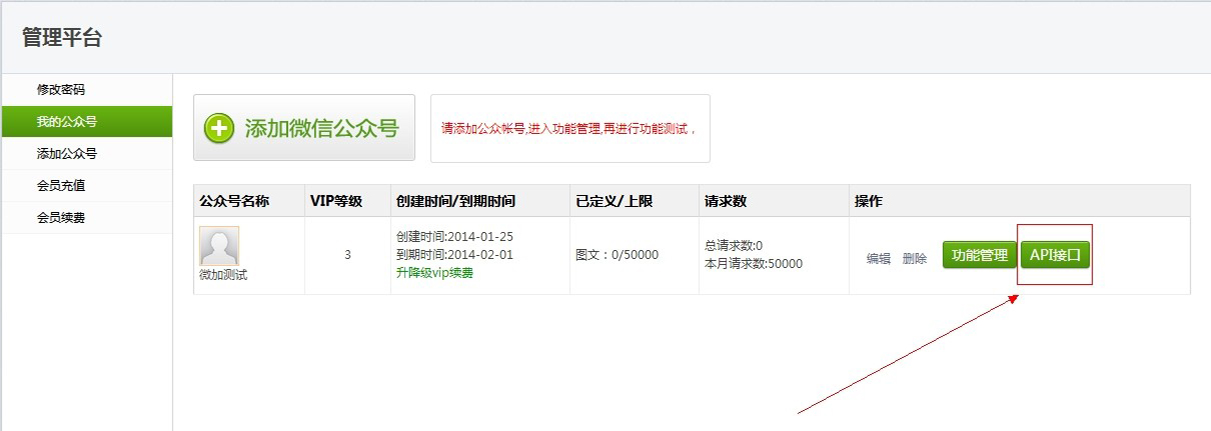 管理平台
修改密码
我的公众号
添加公众号
会员充值
会员续费
添加微信公众号
请添加公众帐号,进入功能管理,再进行功能测试，
公众号名称 VIP等级 创建时间/到期时间 已定义/上限 请求数 操作
微加测试
3
创建时间:2014-01-25
到期时间:2014-02-01
升降级vip续费
图文：0/50000
总请求数:0
本月请求数:50000
编辑 删除 功能管理 API接口